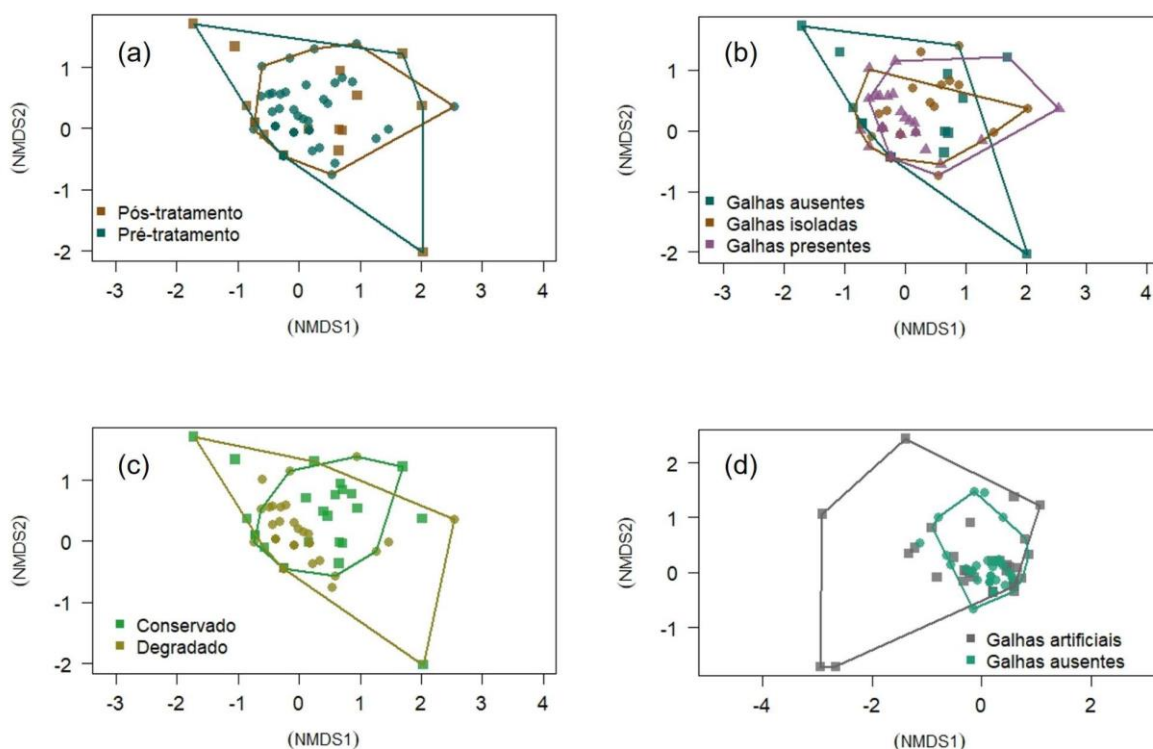 (a)
(NMDS2)
1
0
-1
-2
Pós-tratamento
Pré-tratamento
-3 -2 -1 0 1 2 3 4
(NMDS1)
(b)
(NMDS2)
1
0
-1
-2
Galhas ausentes
Galhas isoladas
Galhas presentes
-3 -2 -1 0 1 2 3 4
(NMDS1)
(c)
(NMDS2)
1
0
-1
-2
Conservado
Degradado
-3 -2 -1 0 1 2 3 4
(NMDS1)
(d)
(NMDS2)
2
1
0
-1
Galhas artificiais
Galhas ausentes
-4 -2 0 2
(NMDS1)